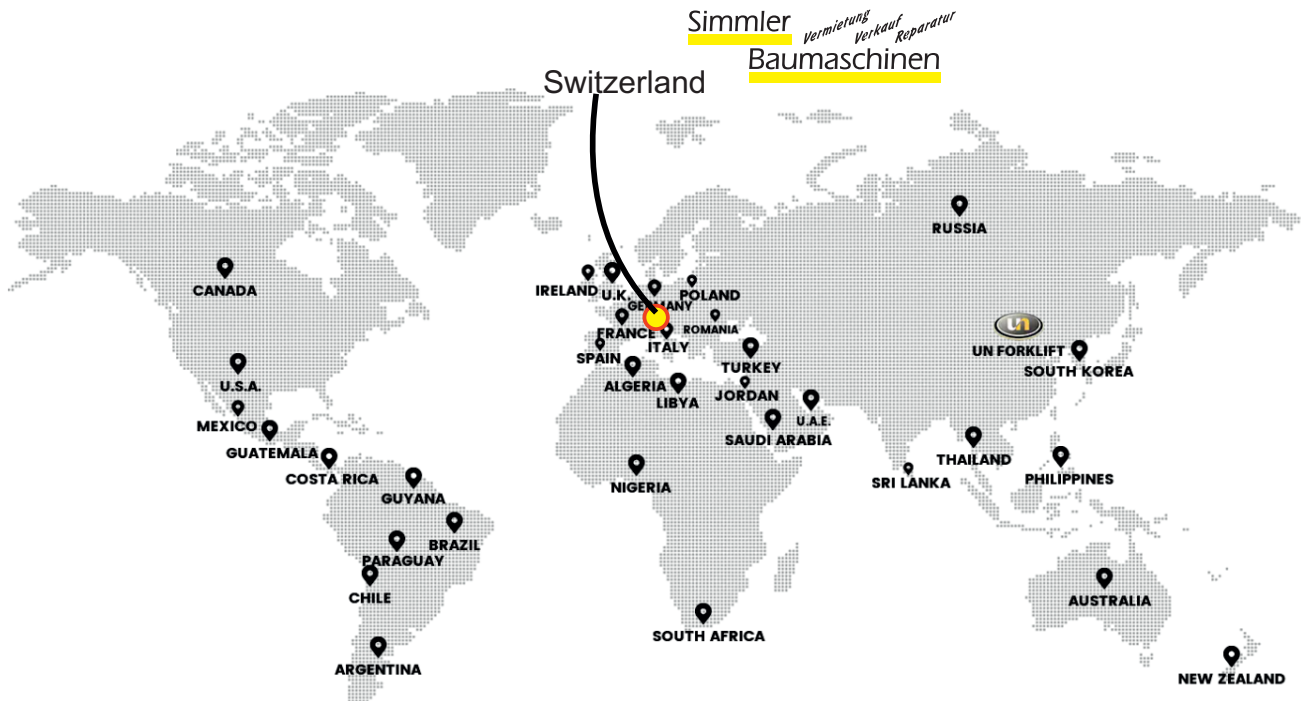 Simmler
Vermietung
Verkauf
Reparatur
Baumaschinen
Switzerland
RUSSIA
CANADA
IRELAND
U.K.
GERMANY
POLAND
FRANCE
ITALY
ROMANIA
SPAIN
un
UN FORKLIFT
SOUTH KOREA
U.S.A.
ALGERIA
LIBYA
TURKEY
JORDAN
U.A.E.
MEXICO
GUATEMALA
SAUDI ARABIA
COSTA RICA
GUYANA
NIGERIA
SRI LANKA
THAILAND
PHILIPPINES
BRAZIL
PARAGUAY
CHILE
AUSTRALIA
SOUTH AFRICA
ARGENTINA
NEW ZEALAND